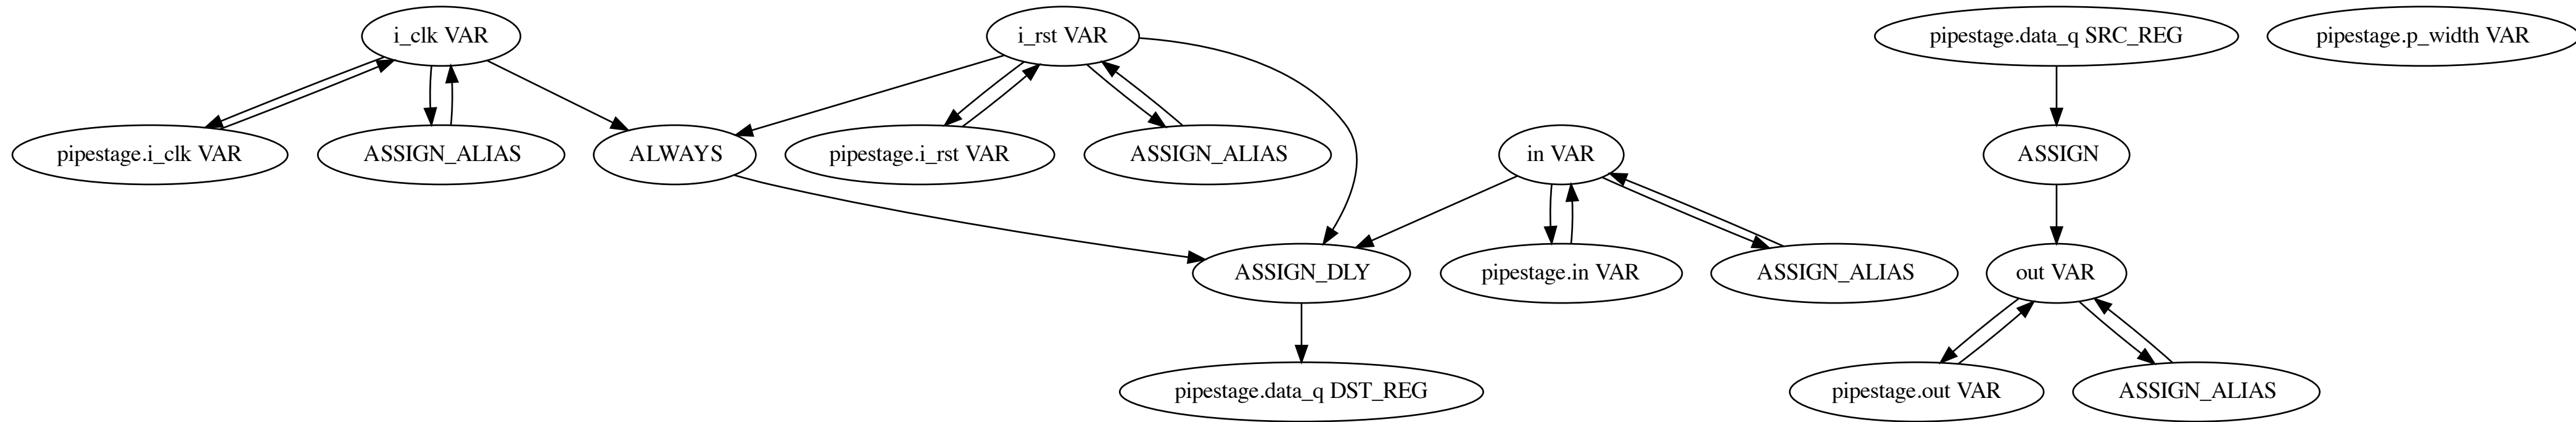 i_clk VAR
i_rst VAR
pipestage.data_q SRC_REG
pipestage.p_width VAR
pipestage.i_clk VAR
ASSIGN_ALIAS
ALWAYS
pipestage.i_rst VAR
ASSIGN_ALIAS
in VAR
ASSIGN
ASSIGN_DLY
pipestage.in VAR
ASSIGN_ALIAS
out VAR
pipestage.data_q DST_REG
pipestage.out VAR
ASSIGN_ALIAS